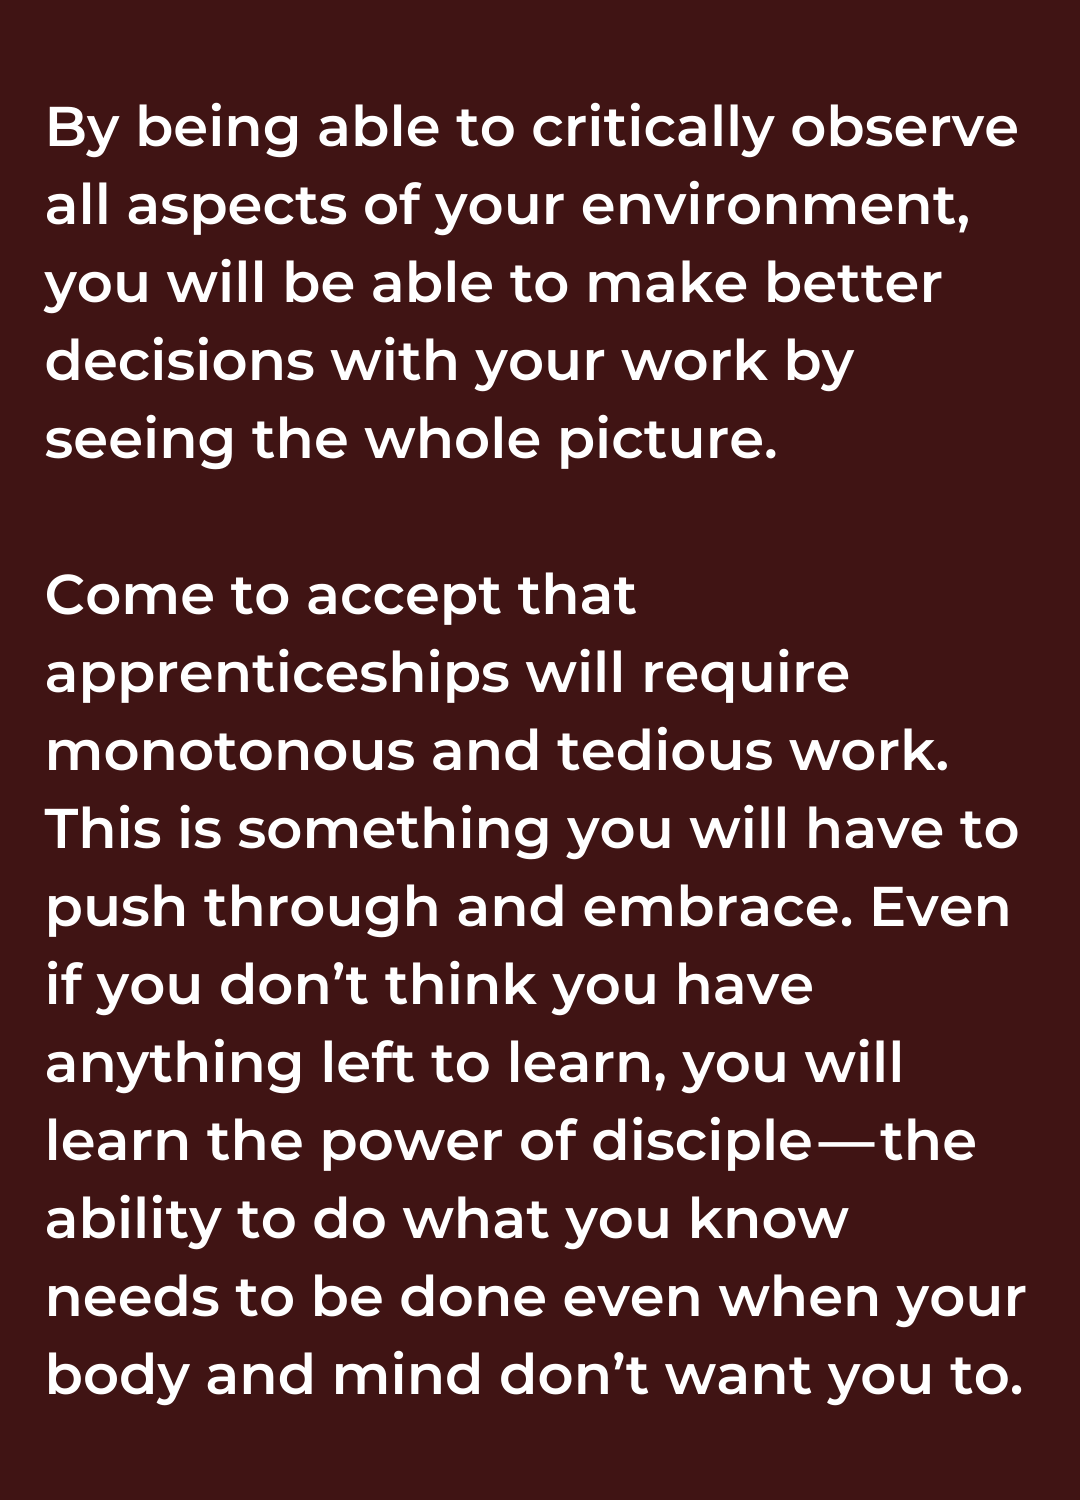 By being able to critically observe
all aspects of your environment,
you will be able to make better
decisions with your work by
seeing the whole picture.
Come to accept that
apprenticeships will require
monotonous and tedious work.
This is something you will have to
push through and embrace. Even
if you don’t think you have
anything left to learn, you will
learn the power of disciple—the
ability to do what you know
needs to be done even when your
body and mind don’t want you to.